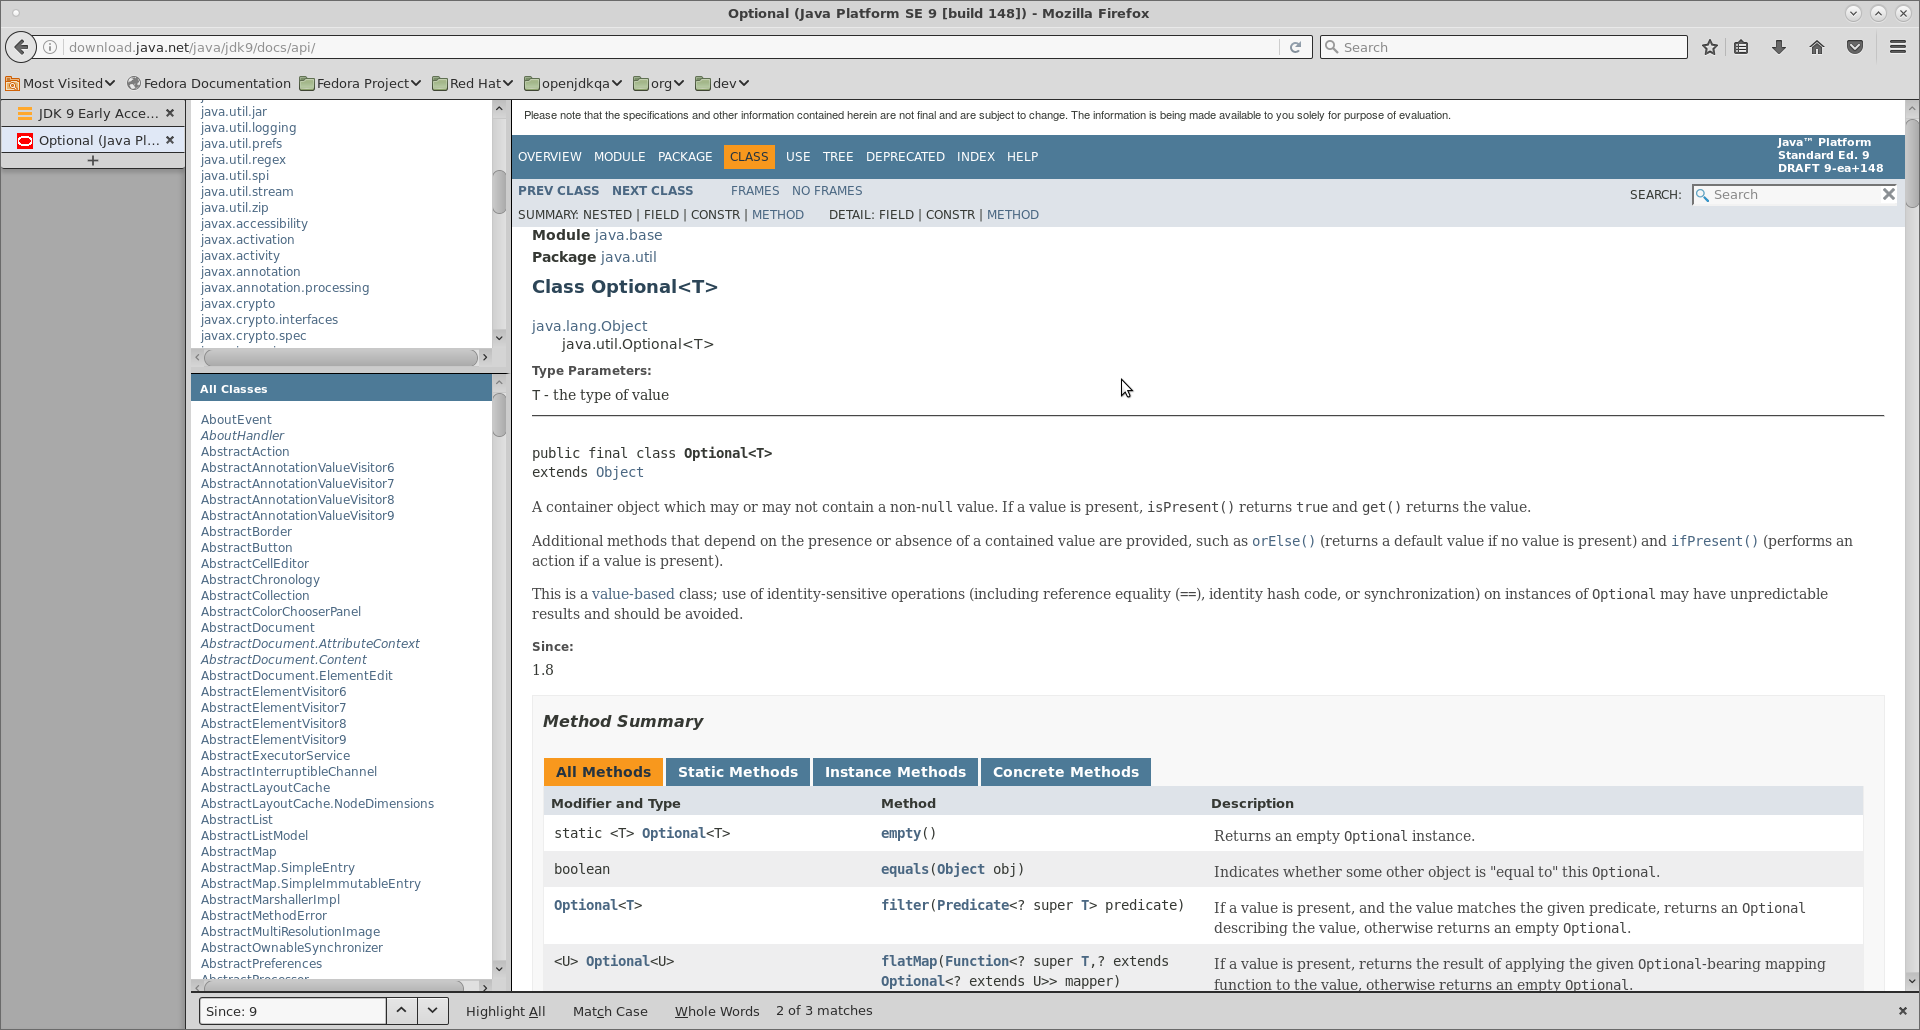 Optional (Java Platform SE 9 [build 148]) - Mozilla Firefox
download.java.net/java/jdk9/docs/api/
Search
Most Visited
Fedora Documentation
Fedora Project
Red Hat
openjdkqa
org
dev
JDK 9 Early Acce...
Optional (Java Pl...
java.util.jar
java.util.logging
java.util.prefs
java.util.regex
java.util.spi
java.util.stream
java.util.zip
javax.accessibility
javax.activation
javax.activity
javax.annotation
javax.annotation.processing
javax.crypto
javax.crypto.interfaces
javax.crypto.spec
All Classes
AboutEvent
AboutHandler
AbstractAction
AbstractAnnotationValueVisitor6
AbstractAnnotationValueVisitor7
AbstractAnnotationValueVisitor8
AbstractAnnotationValueVisitor9
AbstractBorder
AbstractButton
AbstractCellEditor
AbstractChronology
AbstractCollection
AbstractColorChooserPanel
AbstractDocument
AbstractDocument.AttributeContext
AbstractDocument.Content
AbstractDocument.ElementEdit
AbstractElementVisitor6
AbstractElementVisitor7
AbstractElementVisitor8
AbstractElementVisitor9
AbstractExecutorService
AbstractInterruptibleChannel
AbstractLayoutCache
AbstractLayoutCache.NodeDimensions
AbstractList
AbstractListModel
AbstractMap
AbstractMap.SimpleEntry
AbstractMap.SimpleImmutableEntry
AbstractMarshallerImpl
AbstractMethodError
AbstractMultiResolutionImage
AbstractOwnableSynchronizer
AbstractPreferences
AbstractProcessor
Please note that the specifications and other information contained herein are not final and are subject to change. The information is being made available to you solely for purpose of evaluation.
OVERVIEW MODULE PACKAGE CLASS USE TREE DEPRECATED INDEX HELP
Java™ Platform
Standard Ed. 9
DRAFT 9-ea+148
PREV CLASS NEXT CLASS FRAMES NO FRAMES
SEARCH: Search
SUMMARY: NESTED | FIELD | CONSTR | METHOD DETAIL: FIELD | CONSTR | METHOD
Module java.base
Package java.util
Class Optional<T>
java.lang.Object
java.util.Optional<T>
Type Parameters:
T - the type of value
public final class Optional<T>
extends Object
A container object which may or may not contain a non-null value. If a value is present, isPresent() returns true and get() returns the value.
Additional methods that depend on the presence or absence of a contained value are provided, such as orElse() (returns a default value if no value is present) and ifPresent() (performs an
action if a value is present).
This is a value-based class; use of identity-sensitive operations (including reference equality (==), identity hash code, or synchronization) on instances of Optional may have unpredictable
results and should be avoided.
Since:
1.8
Method Summary
All Methods Static Methods Instance Methods Concrete Methods
Modifier and Type Method Description
static <T> Optional<T> empty() Returns an empty Optional instance.
boolean equals(Object obj) Indicates whether some other object is "equal to" this Optional.
Optional<T> filter(Predicate<? super T> predicate) If a value is present, and the value matches the given predicate, returns an Optional
describing the value, otherwise returns an empty Optional.
<U> Optional<U> flatMap(Function<? super T,? extends If a value is present, returns the result of applying the given Optional-bearing mapping
Optional<? extends U>> mapper) function to the value, otherwise returns an empty Optional.
Since: 9
Highlight All Match Case Whole Words 2 of 3 matches